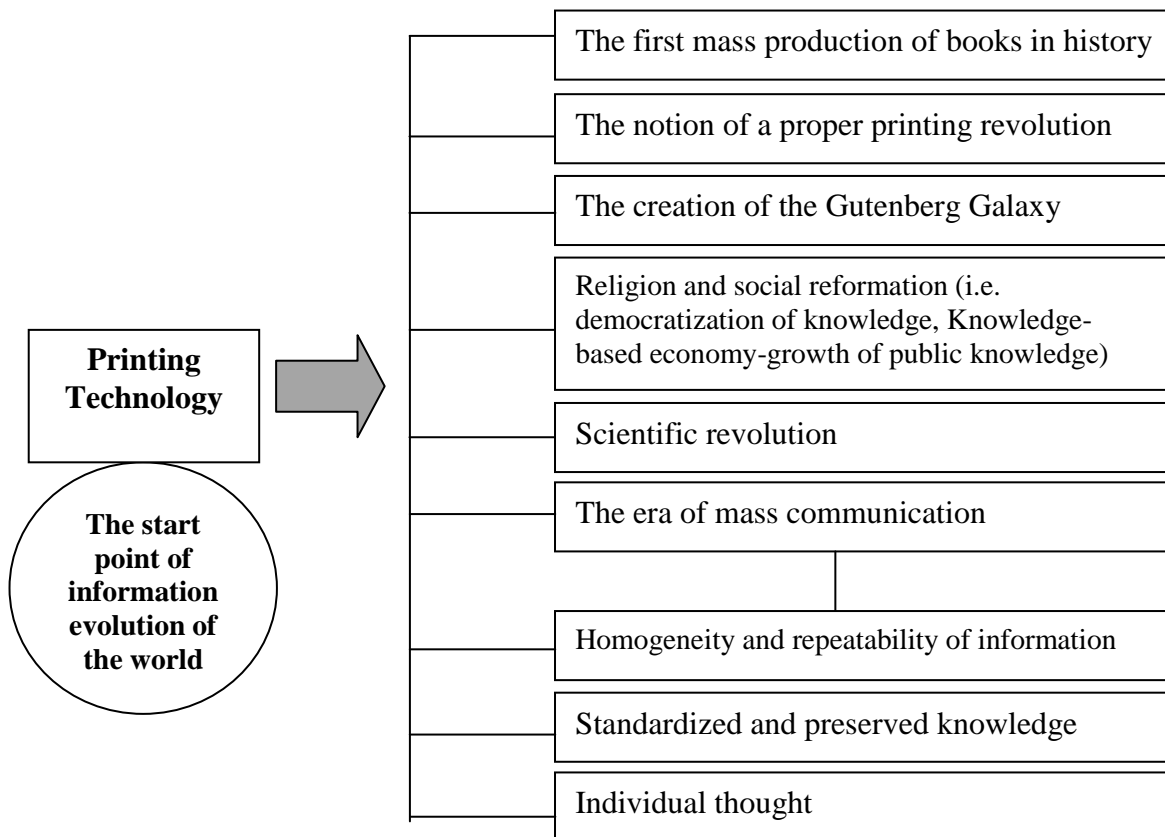 Printing
Technology
The start
point of
information
evolution of
the world
The first mass production of books in history
The notion of a proper printing revolution
The creation of the Gutenberg Galaxy
Religion and social reformation (i.e.
democratization of knowledge, Knowledge-
based economy-growth of public knowledge)
Scientific revolution
The era of mass communication
Homogeneity and repeatability of information
Standardized and preserved knowledge
Individual thought